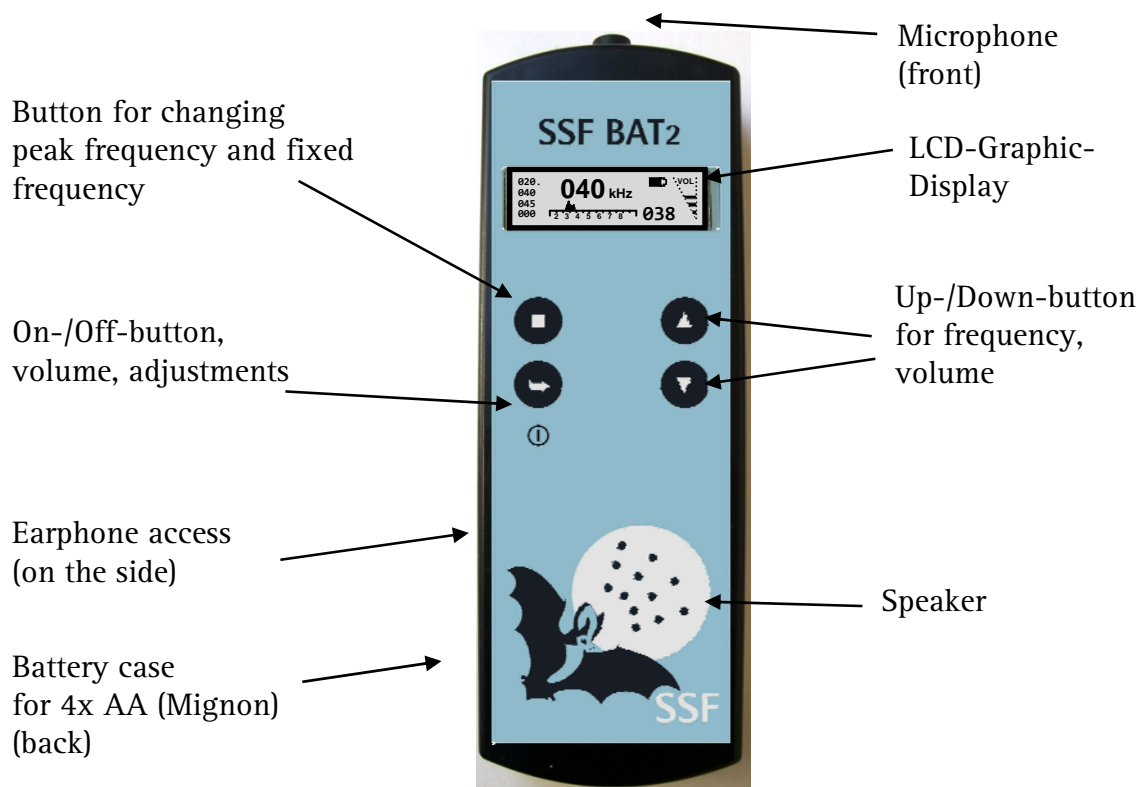 Microphone
(front)
Button for changing
peak frequency and fixed
frequency
SSF BAT2
LCD-Graphic-
Display
020.
040
045
000
040 kHz
VOL
2 3 4 5 6 7 8
038
Up-/Down-button
for frequency,
volume
On-/Off-button,
volume, adjustments
Earphone access
(on the side)
Speaker
Battery case
for 4x AA (Mignon)
(back)
SSF